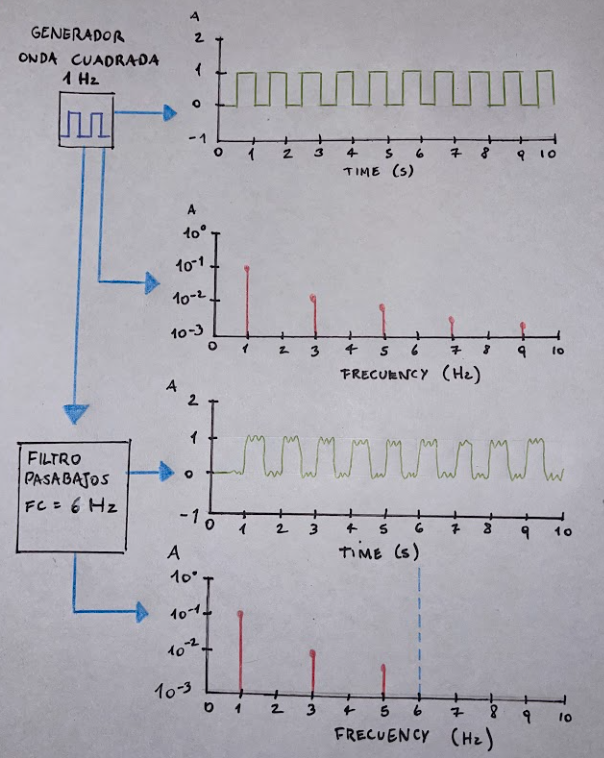 GENERADOR
ONDA CUADRADA
1 Hz
A
2
1
0
-1
0 1 2 3 4 5 6 7 8 9 10
TIME (S)
A
10⁰
10⁻¹
10⁻²
10⁻³
0 1 2 3 4 5 6 7 8 9 10
FRECUENCY (Hz)
A
2
1
0
-1
0 1 2 3 4 5 6 7 8 9 10
TIME (S)
FILTRO
PASABAJOS
FC = 6 Hz
A
10⁰
10⁻¹
10⁻²
10⁻³
0 1 2 3 4 5 6 7 8 9 10
FRECUENCY (Hz)